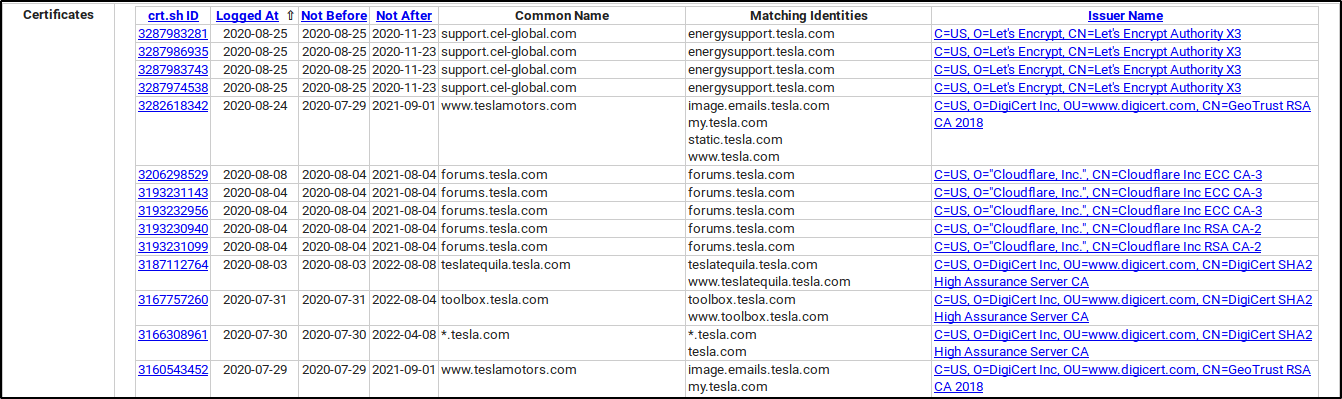 Certificates
crt.sh ID Logged At ⇧ Not Before Not After Common Name Matching Identities Issuer Name
3287983281 2020-08-25 2020-08-25 2020-11-23 support.cel-global.com energysupport.tesla.com C=US, O=Let's Encrypt, CN=Let's Encrypt Authority X3
3287986935 2020-08-25 2020-08-25 2020-11-23 support.cel-global.com energysupport.tesla.com C=US, O=Let's Encrypt, CN=Let's Encrypt Authority X3
3287983743 2020-08-25 2020-08-25 2020-11-23 support.cel-global.com energysupport.tesla.com C=US, O=Let's Encrypt, CN=Let's Encrypt Authority X3
3287974538 2020-08-25 2020-08-25 2020-11-23 support.cel-global.com energysupport.tesla.com C=US, O=Let's Encrypt, CN=Let's Encrypt Authority X3
3282618342 2020-08-24 2020-07-29 2021-09-01 www.teslamotors.com image.emails.tesla.com C=US, O=DigiCert Inc, OU=www.digicert.com, CN=GeoTrust RSA
my.tesla.com CA 2018
static.tesla.com
www.tesla.com
3206298529 2020-08-08 2020-08-04 2021-08-04 forums.tesla.com forums.tesla.com C=US, O="Cloudflare, Inc.", CN=Cloudflare Inc ECC CA-3
3193231143 2020-08-04 2020-08-04 2021-08-04 forums.tesla.com forums.tesla.com C=US, O="Cloudflare, Inc.", CN=Cloudflare Inc ECC CA-3
3193232956 2020-08-04 2020-08-04 2021-08-04 forums.tesla.com forums.tesla.com C=US, O="Cloudflare, Inc.", CN=Cloudflare Inc ECC CA-3
3193230940 2020-08-04 2020-08-04 2021-08-04 forums.tesla.com forums.tesla.com C=US, O="Cloudflare, Inc.", CN=Cloudflare Inc RSA CA-2
3193231099 2020-08-04 2020-08-04 2021-08-04 forums.tesla.com forums.tesla.com C=US, O="Cloudflare, Inc.", CN=Cloudflare Inc RSA CA-2
3187112764 2020-08-03 2020-08-03 2022-08-08 teslatequila.tesla.com teslatequila.tesla.com C=US, O=DigiCert Inc, OU=www.digicert.com, CN=DigiCert SHA2
www.teslatequila.tesla.com High Assurance Server CA
3167757260 2020-07-31 2020-07-31 2022-08-04 toolbox.tesla.com toolbox.tesla.com C=US, O=DigiCert Inc, OU=www.digicert.com, CN=DigiCert SHA2
www.toolbox.tesla.com High Assurance Server CA
3166308961 2020-07-30 2020-07-30 2022-04-08 *.tesla.com *.tesla.com C=US, O=DigiCert Inc, OU=www.digicert.com, CN=DigiCert SHA2
tesla.com High Assurance Server CA
3160543452 2020-07-29 2020-07-29 2021-09-01 www.teslamotors.com image.emails.tesla.com C=US, O=DigiCert Inc, OU=www.digicert.com, CN=GeoTrust RSA
my.tesla.com CA 2018